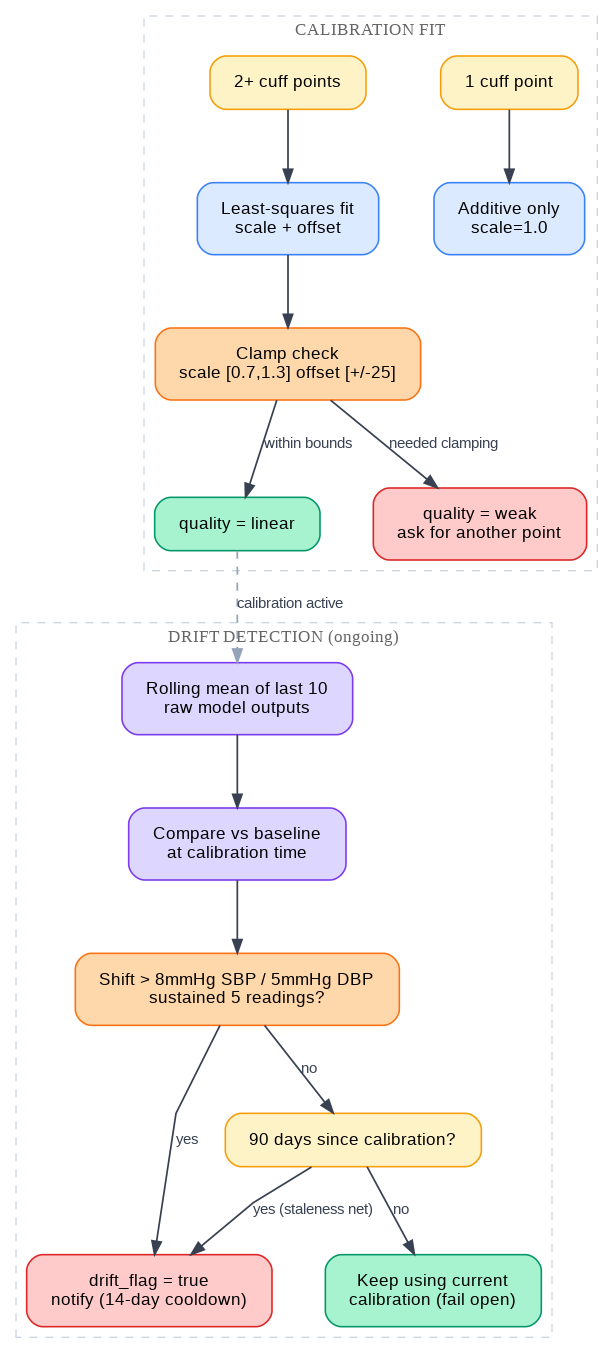 CALIBRATION FIT
2+ cuff points
1 cuff point
Least-squares fit
scale + offset
Additive only
scale=1.0
Clamp check
scale [0.7,1.3] offset [+/-25]
within bounds
needed clamping
quality = linear
quality = weak
ask for another point
calibration active
DRIFT DETECTION (ongoing)
Rolling mean of last 10
raw model outputs
Compare vs baseline
at calibration time
Shift > 8mmHg SBP / 5mmHg DBP
sustained 5 readings?
no
90 days since calibration?
yes
yes (staleness net)
no
drift_flag = true
notify (14-day cooldown)
Keep using current
calibration (fail open)